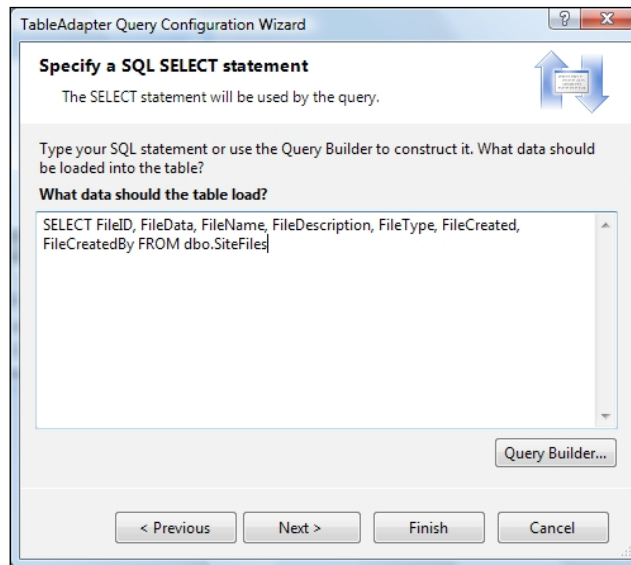 TableAdapter Query Configuration Wizard
Specify a SQL SELECT statement
The SELECT statement will be used by the query.
Type your SQL statement or use the Query Builder to construct it. What data should
be loaded into the table?
What data should the table load?
SELECT FileID, FileData, FileName, FileDescription, FileType, FileCreated,
FileCreatedBy FROM dbo.SiteFiles
Query Builder...
< Previous
Next >
Finish
Cancel